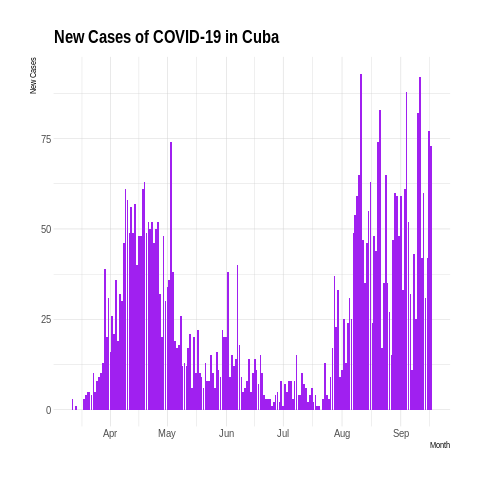 New Cases of COVID-19 in Cuba
New Cases
75
50
25
0
Apr May Jun Jul Aug Sep
Month